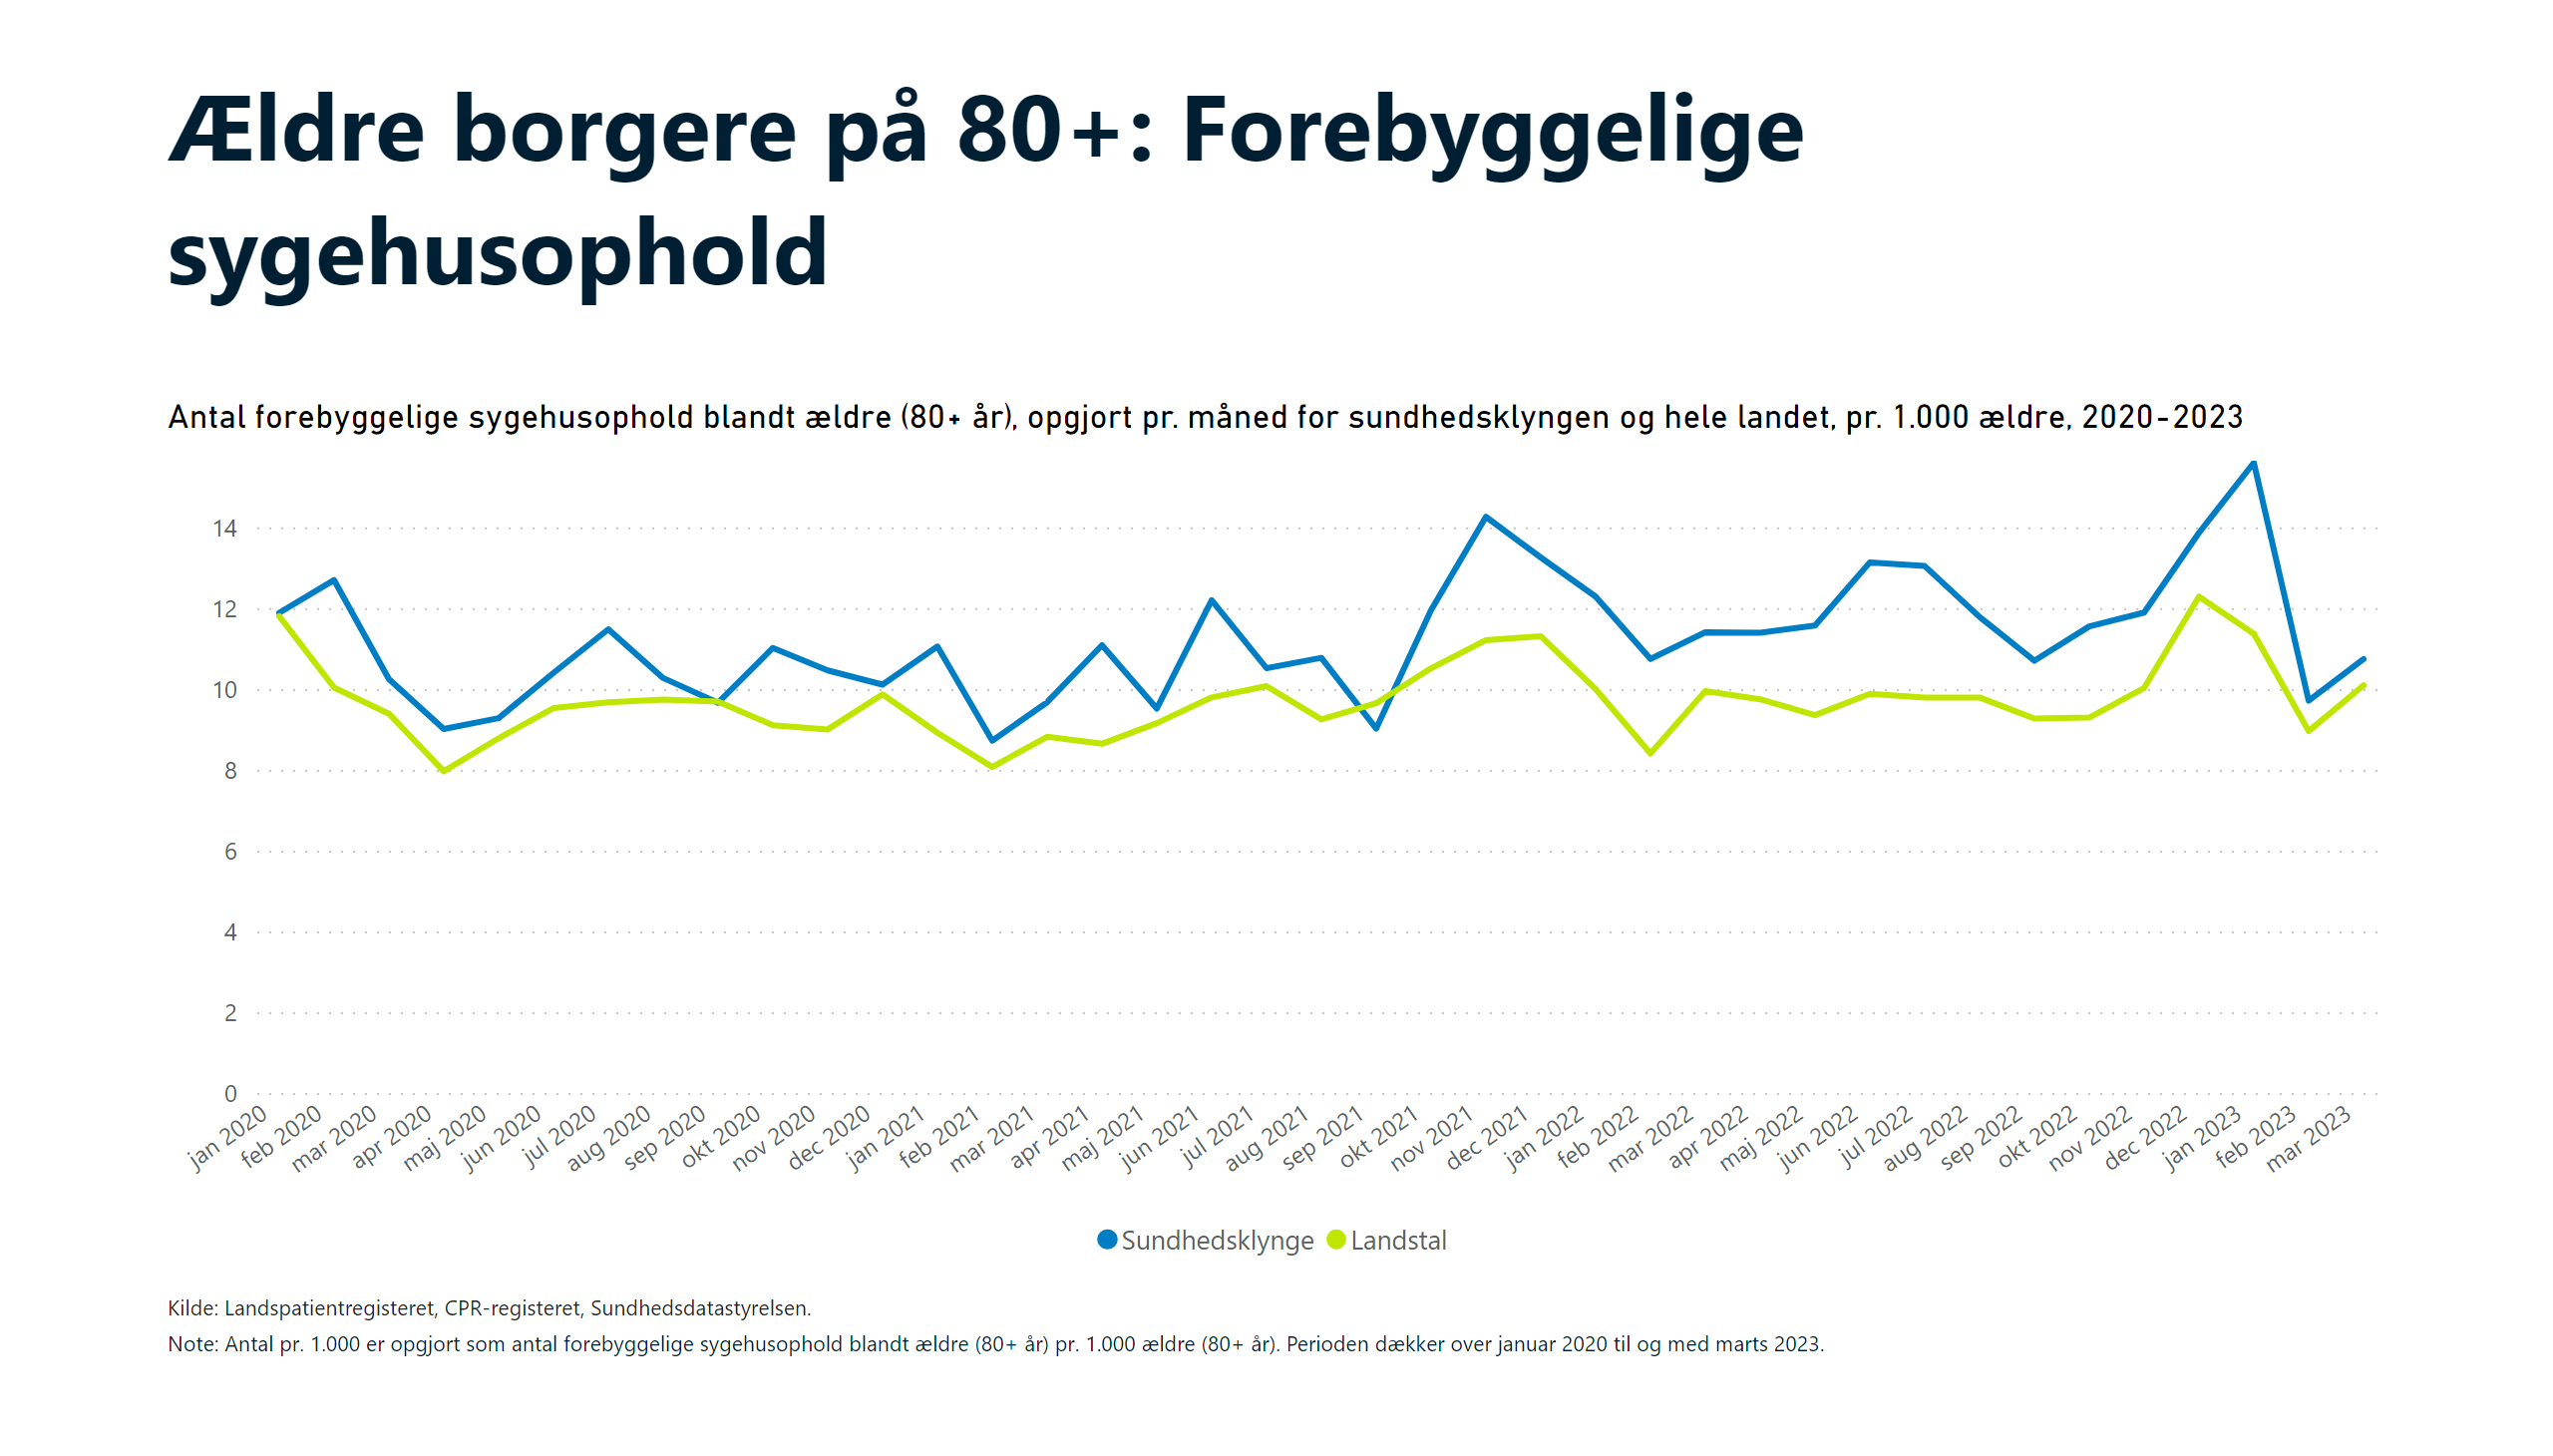 Ældre borgere på 80+: Forebyggelige
sygehusophold
Antal forebyggelige sygehusophold blandt ældre (80+ år), opgjort pr. måned for sundhedsklyngen og hele landet, pr. 1.000 ældre, 2020-2023
14
12
10
8
6
4
2
0
jan 2020
feb 2020
mar 2020
apr 2020
maj 2020
jun 2020
jul 2020
aug 2020
sep 2020
okt 2020
nov 2020
dec 2020
jan 2021
feb 2021
mar 2021
apr 2021
maj 2021
jun 2021
jul 2021
aug 2021
sep 2021
okt 2021
nov 2021
dec 2021
jan 2022
feb 2022
mar 2022
apr 2022
maj 2022
jun 2022
jul 2022
aug 2022
sep 2022
okt 2022
nov 2022
dec 2022
jan 2023
feb 2023
mar 2023
Sundhedsklynge Landstal
Kilde: Landspatientregisteret, CPR-registeret, Sundhedsdatastyrelsen.
Note: Antal pr. 1.000 er opgjort som antal forebyggelige sygehusophold blandt ældre (80+ år) pr. 1.000 ældre (80+ år). Perioden dækker over januar 2020 til og med marts 2023.